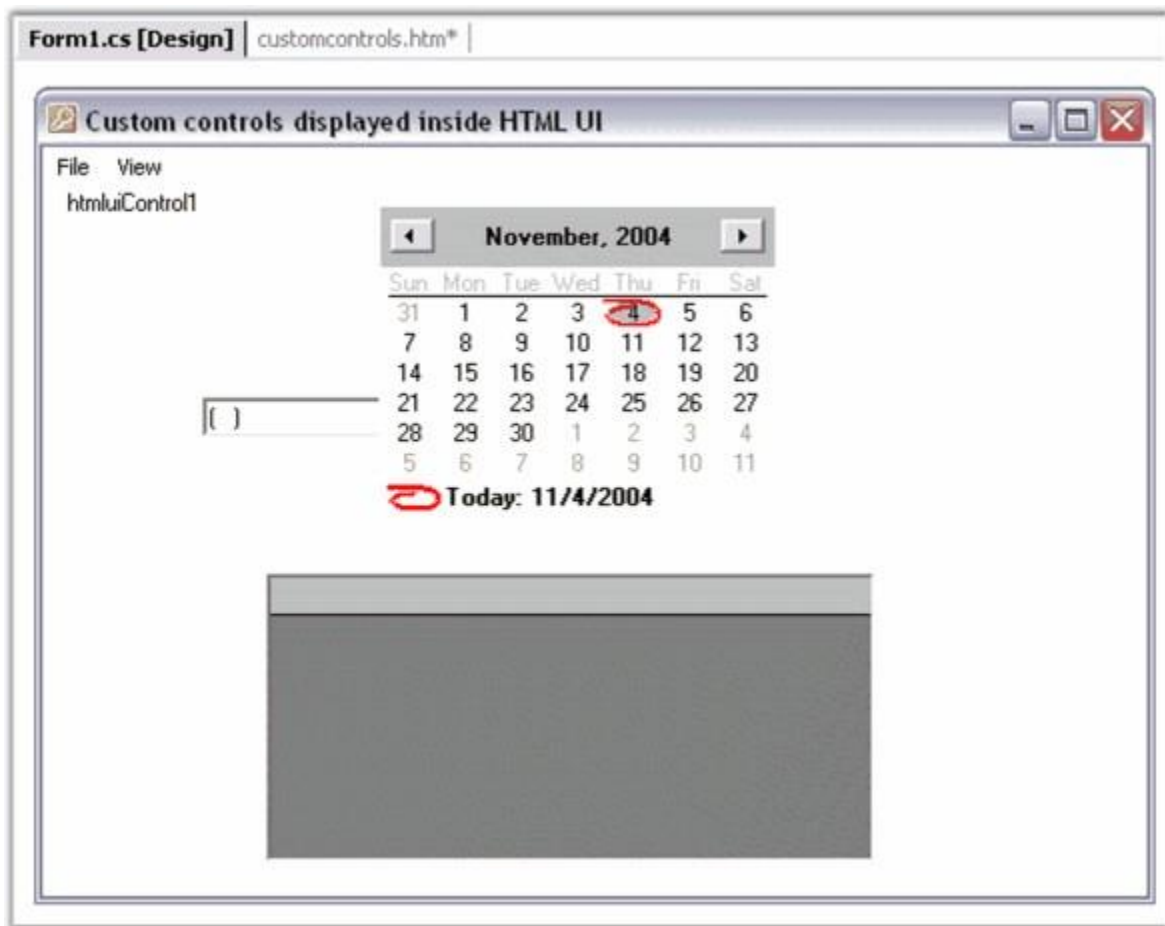 Form1.cs [Design] customcontrols.htm*
Custom controls displayed inside HTML UI
File View
htmluiControl1
November, 2004
Sun Mon Tue Wed Thu Fri Sat
31 1 2 3 4 5 6
7 8 9 10 11 12 13
14 15 16 17 18 19 20
21 22 23 24 25 26 27
( )
28 29 30 1 2 3 4
5 6 7 8 9 10 11
Today: 11/4/2004